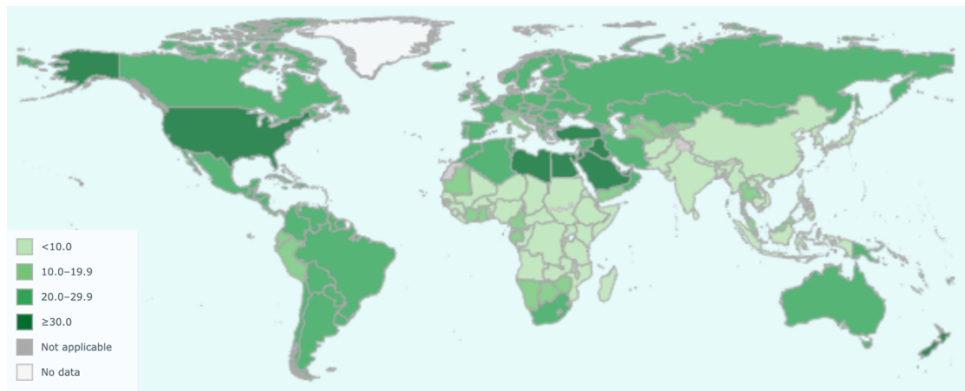 <10.0
10.0–19.9
20.0–29.9
≥30.0
Not applicable
No data